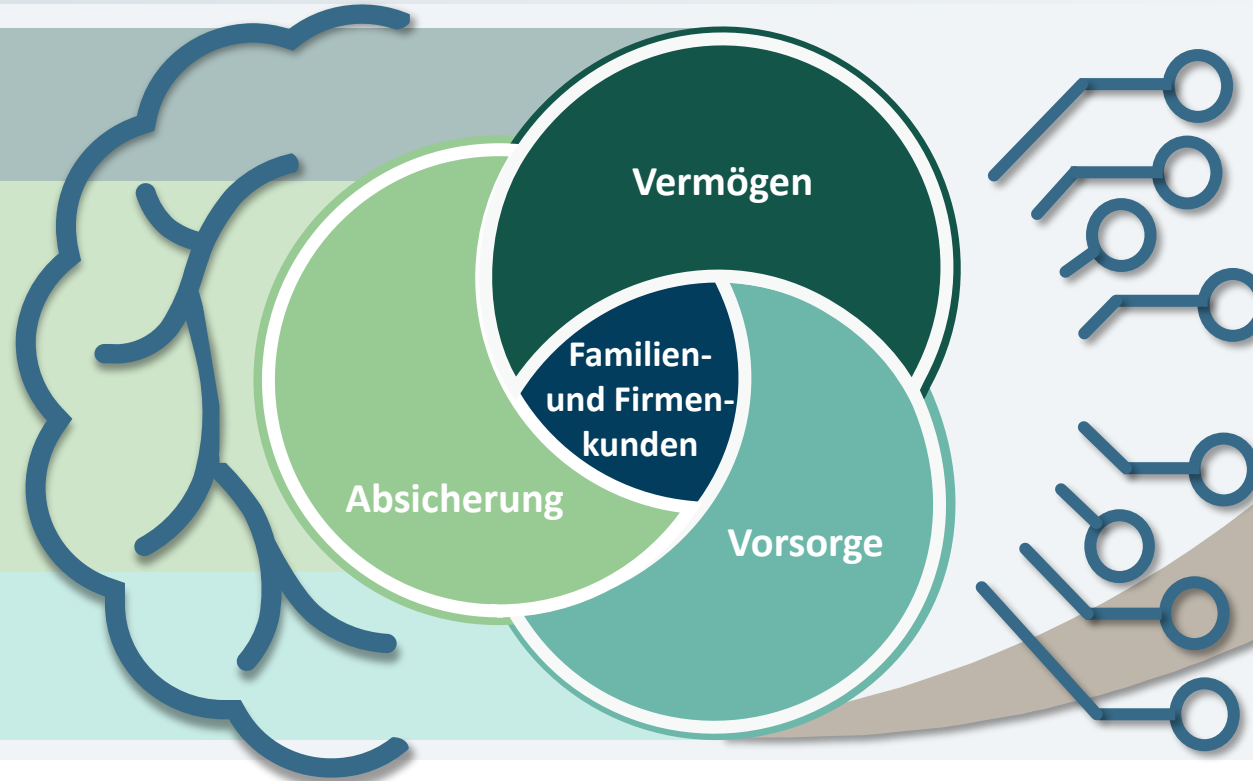 Vermögen
Familien-
und Firmen-
kunden
Absicherung
Vorsorge